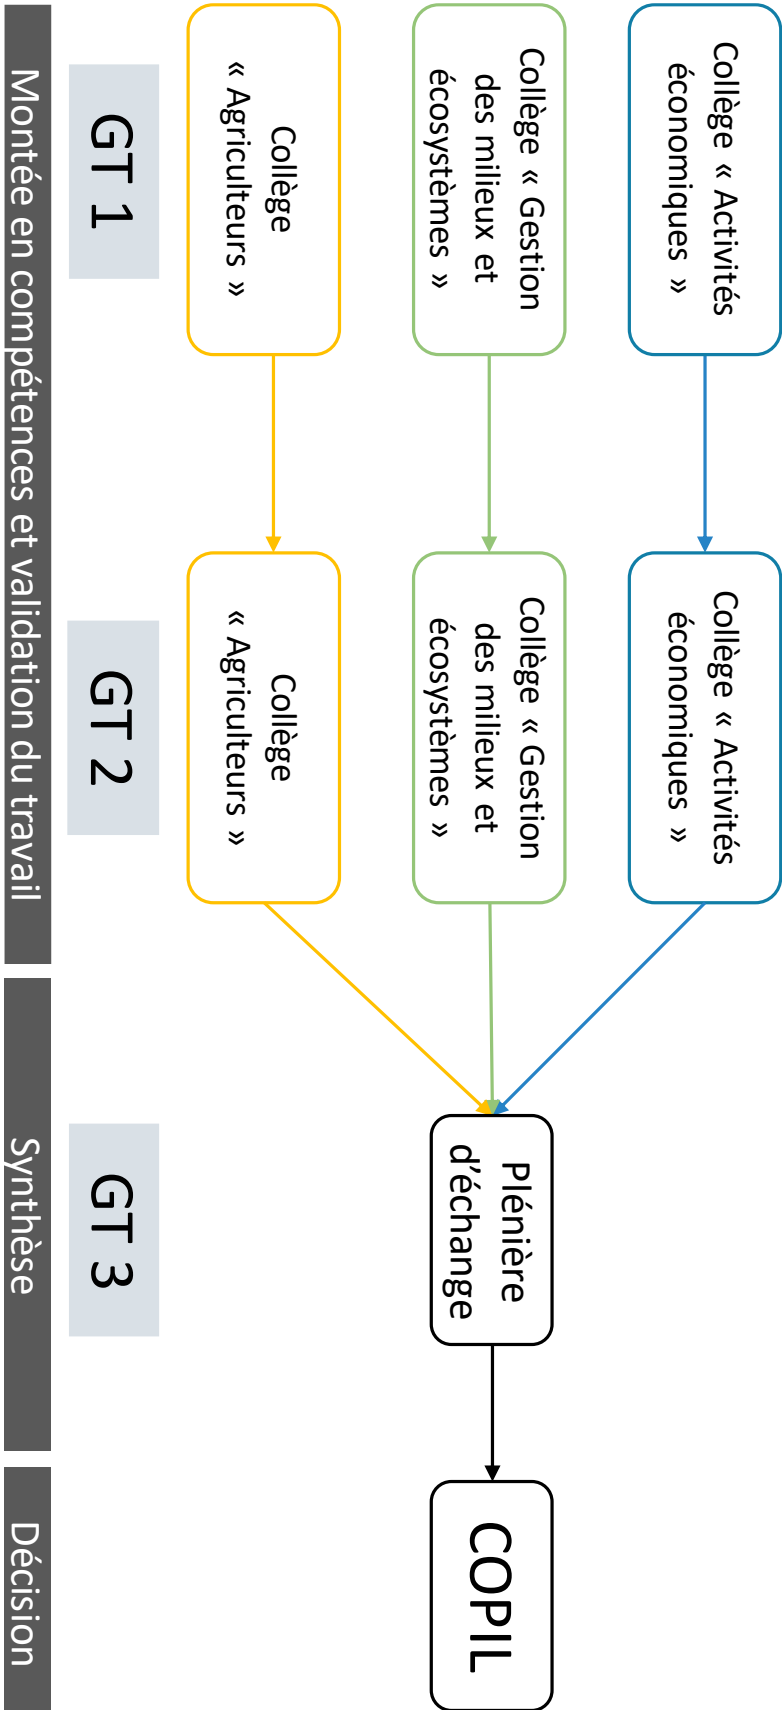 Collège « Activités
économiques »
Collège « Activités
économiques »
Collège « Gestion
des milieux et
écosystèmes »
Collège « Gestion
des milieux et
écosystèmes »
Plénière
d’échange
COPIL
Collège
« Agriculteurs »
Collège
« Agriculteurs »
GT 1
GT 2
GT 3
Montée en compétences et validation du travail
Synthèse
Décision